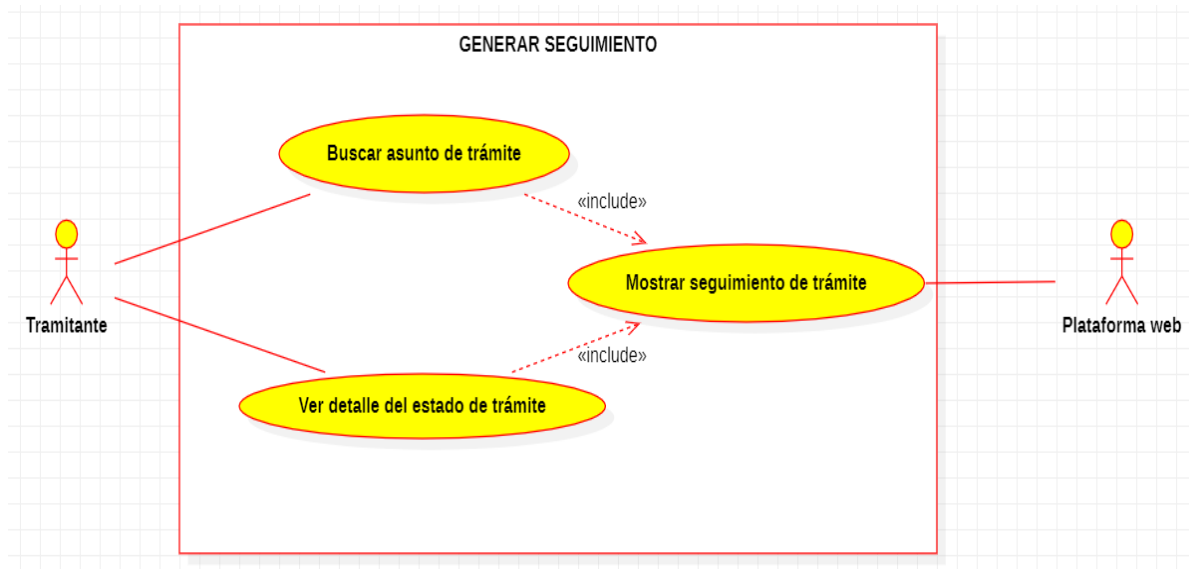 GENERAR SEGUIMIENTO
Buscar asunto de trámite
«include»
Mostrar seguimiento de trámite
Tramitante
Plataforma web
«include»
Ver detalle del estado de trámite